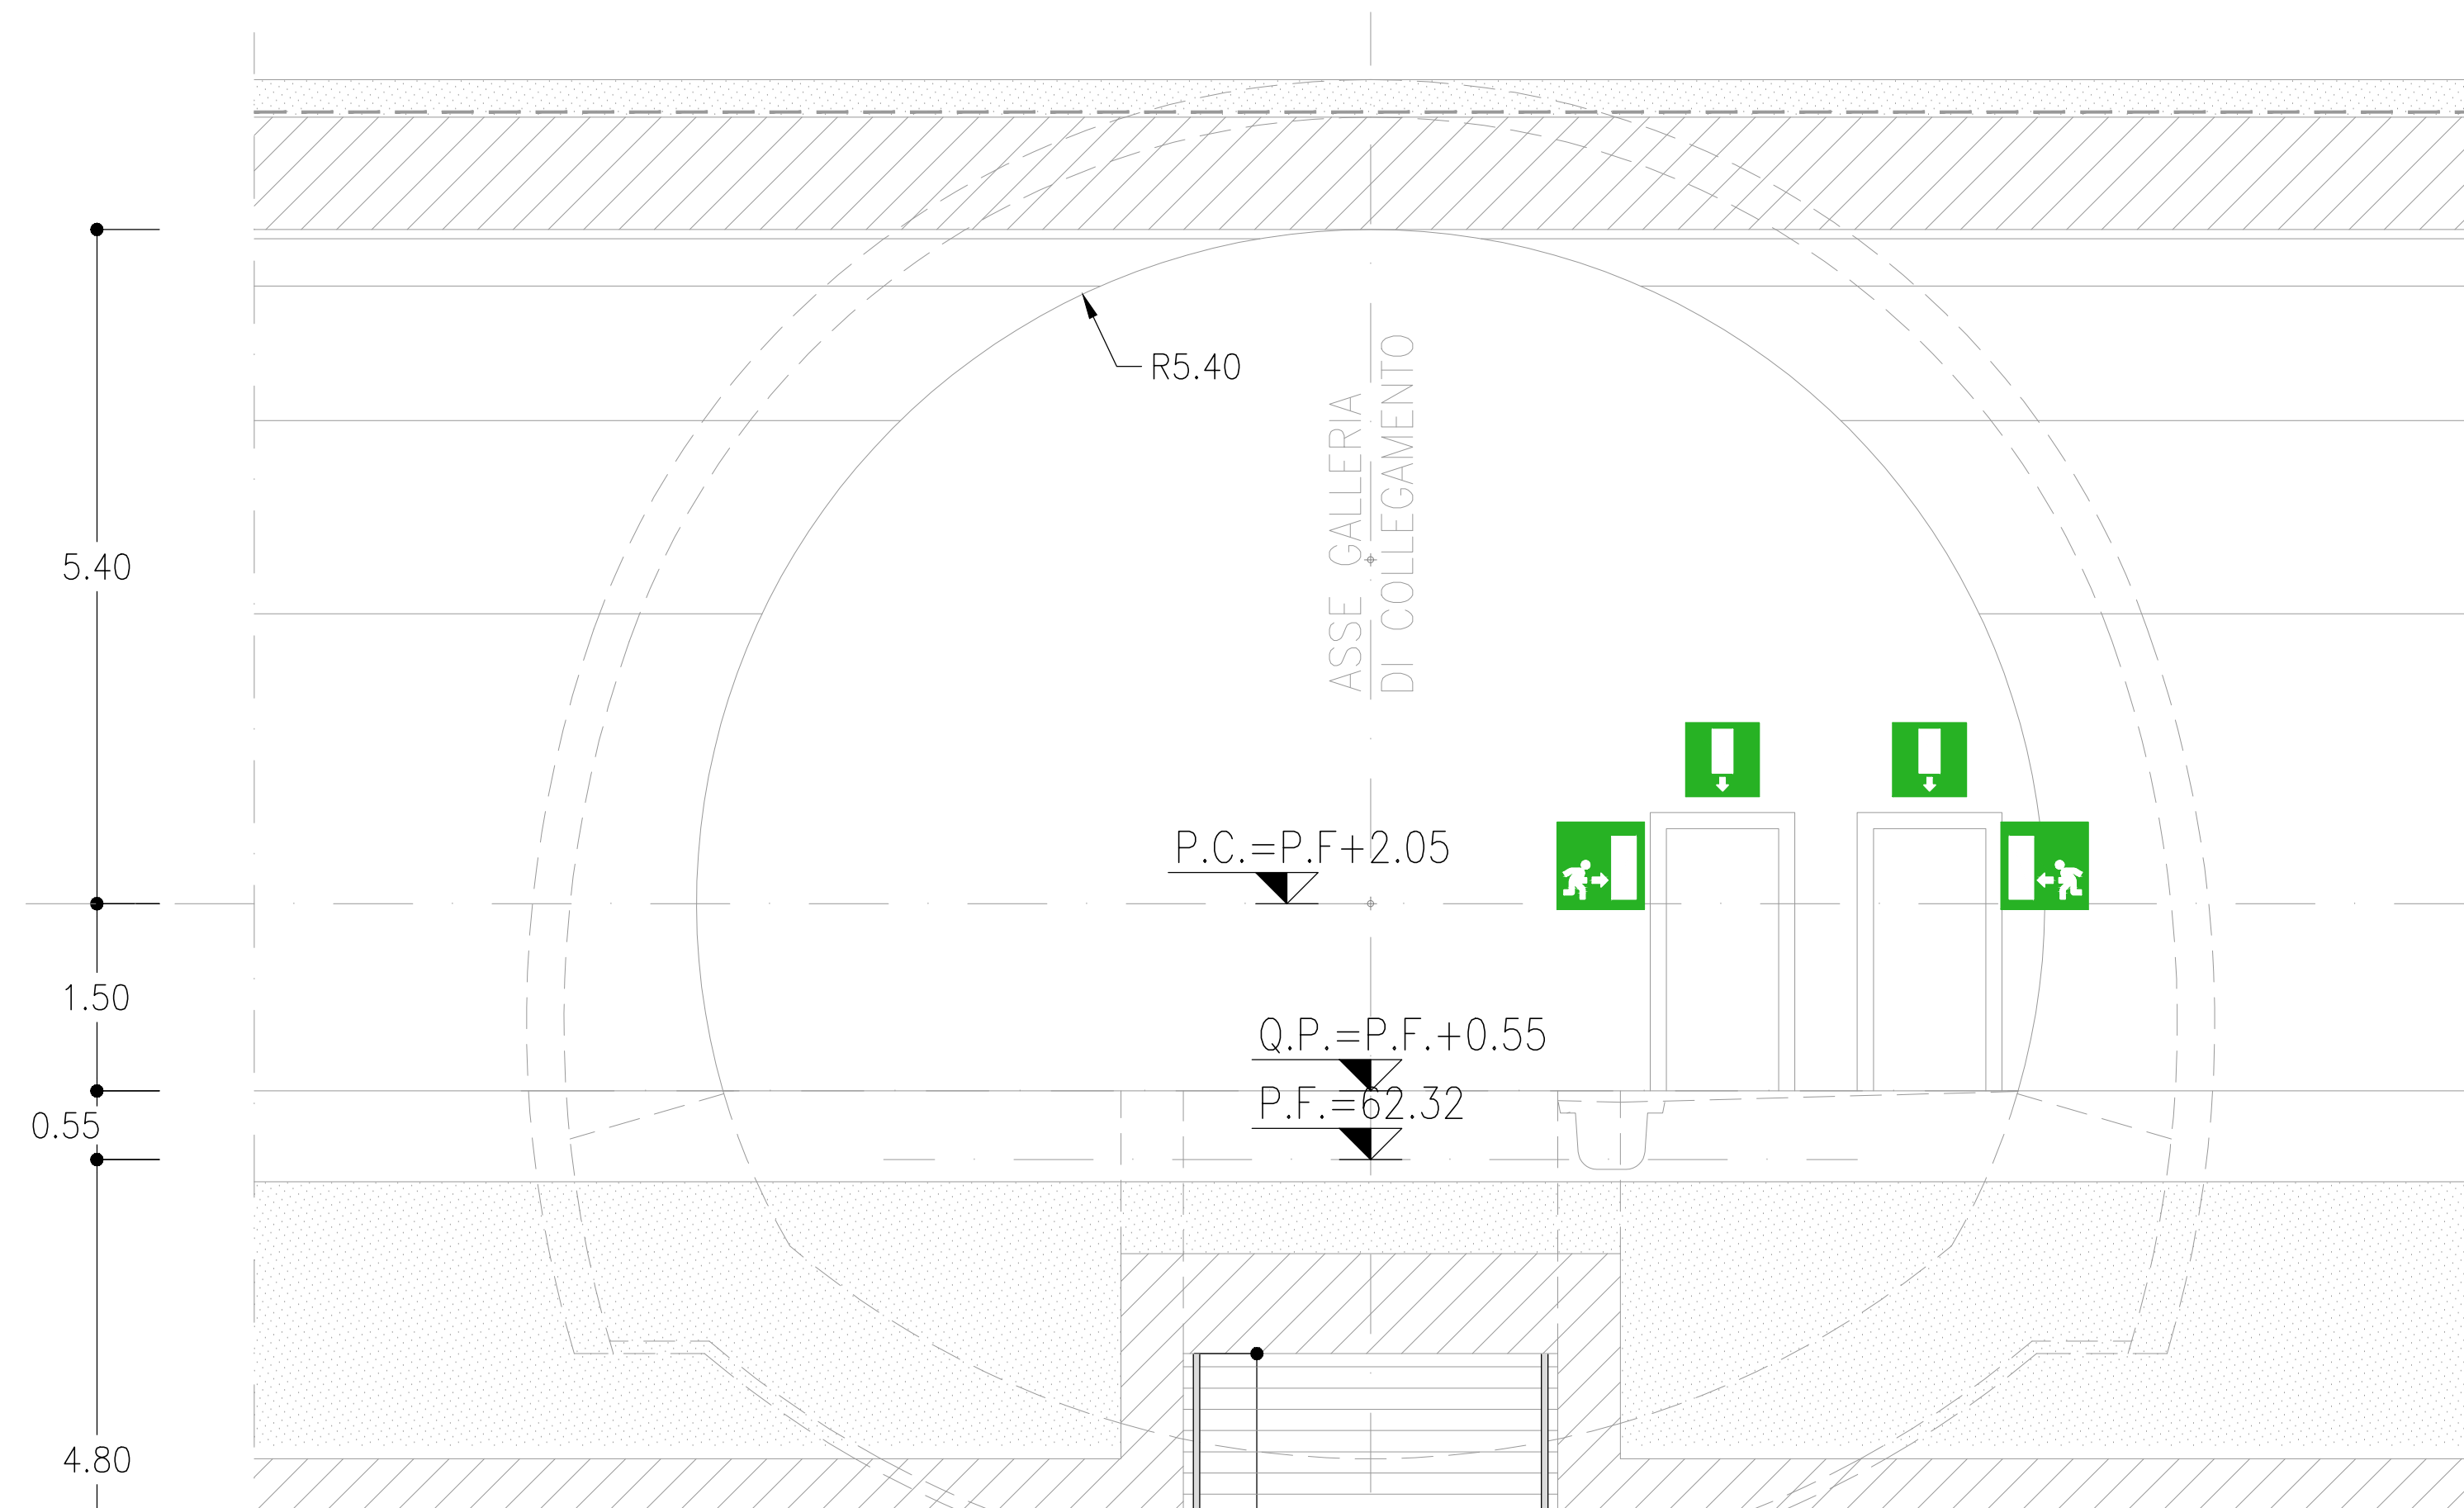 R5.40
5.40
ASSE GALLERIA
DI COLLEGAMENTO
P.C.=P.F+2.05
1.50
Q.P.=P.F.+0.55
P.F.=62.32
0.55
4.80